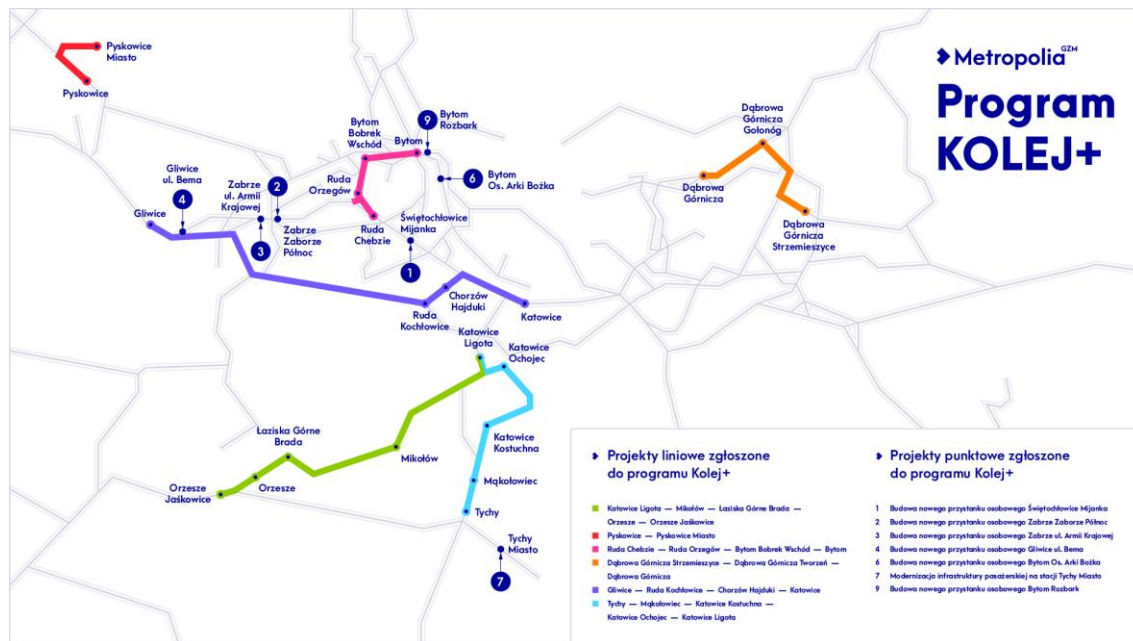 Metropolia GZM
Program
KOLEJ+
Pyskowice
Miasto
Pyskowice
Gliwice
ul. Bema
4
Gliwice
Zabrze
ul. Armii
Krajowej
3
2
Zabrze
Zaborze
Północ
Bytom
Bobrek
Wschód
Bytom
9
Bytom
Rozbark
6
Bytom
Os. Arki Bożka
Ruda
Orzegów
Ruda
Chebzie
Świętochłowice
Mijanka
1
Dąbrowa
Górnicza
Gołonóg
Dąbrowa
Górnicza
Dąbrowa
Górnicza
Strzemieszyce
Ruda
Kochłowice
Chorzów
Hajduki
Katowice
Katowice
Ligota
Katowice
Ochojec
Katowice
Kostuchna
Mąkołowiec
Tychy
Tychy
Miasto
7
Łaziska Górne
Brada
Mikołów
Orzesze
Jaśkowice
Orzesze
Projekty liniowe zgłoszone
do programu Kolej+
Katowice Ligota — Mikołów — Łaziska Górne Brada —
Orzesze — Orzesze Jaśkowice
Pyskowice — Pyskowice Miasto
Ruda Chebzie — Ruda Orzegów — Bytom Bobrek Wschód — Bytom
Dąbrowa Górnicza Strzemieszyce — Dąbrowa Górnicza Tworzeń —
Dąbrowa Górnicza
Gliwice — Ruda Kochłowice — Chorzów Hajduki — Katowice
Tychy — Mąkołowiec — Katowice Kostuchna —
Katowice Ochojec — Katowice Ligota
Projekty punktowe zgłoszone
do programu Kolej+
1 Budowa nowego przystanku osobowego Świętochłowice Mijanka
2 Budowa nowego przystanku osobowego Zabrze Zaborze Północ
3 Budowa nowego przystanku osobowego Zabrze ul. Armii Krajowej
4 Budowa nowego przystanku osobowego Gliwice ul. Bema
6 Budowa nowego przystanku osobowego Bytom Os. Arki Bożka
7 Modernizacja infrastruktury pasażerskiej na stacji Tychy Miasto
9 Budowa nowego przystanku osobowego Bytom Rozbark